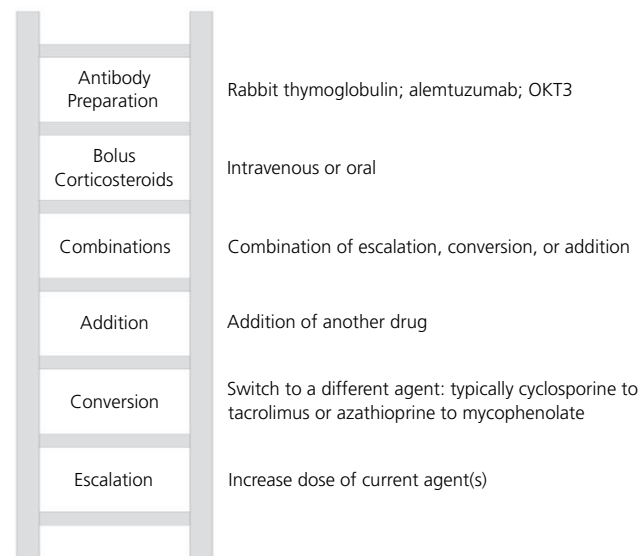 Antibody
Preparation
Rabbit thymoglobulin; alemtuzumab; OKT3
Bolus
Corticosteroids
Intravenous or oral
Combinations
Combination of escalation, conversion, or addition
Addition
Addition of another drug
Conversion
Switch to a different agent: typically cyclosporine to
tacrolimus or azathioprine to mycophenolate
Escalation
Increase dose of current agent(s)